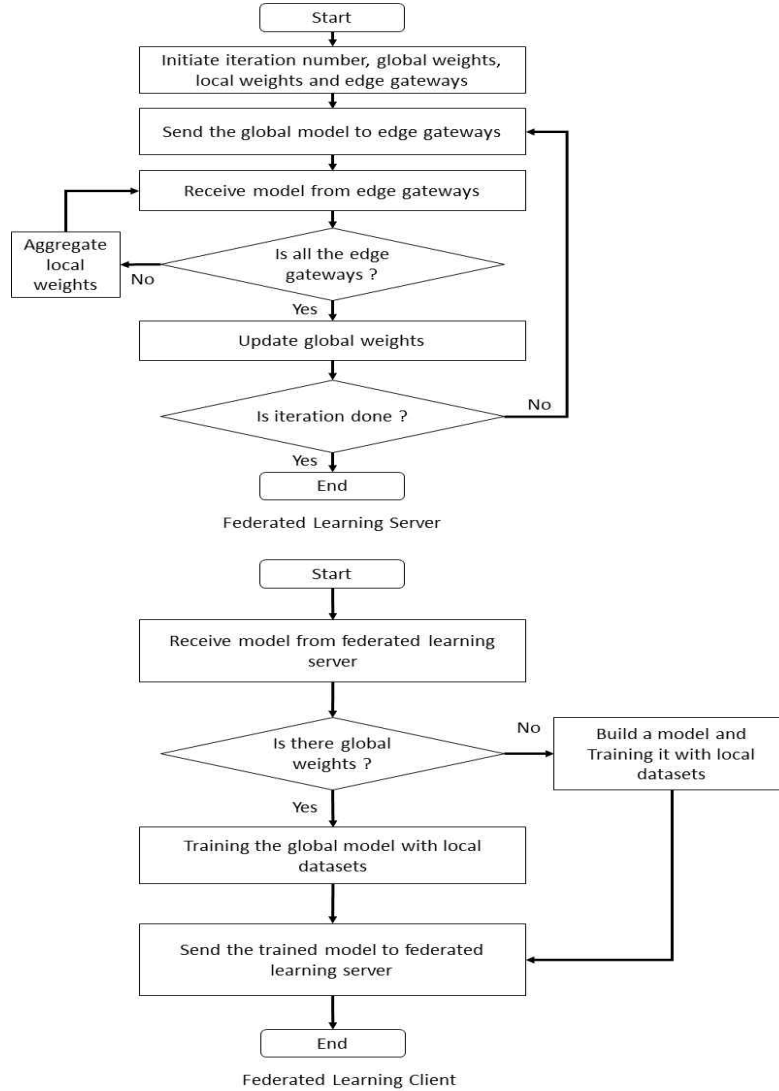 Start
Initiate iteration number, global weights,
local weights and edge gateways
Send the global model to edge gateways
Receive model from edge gateways
Aggregate
local
weights
No
Is all the edge
gateways ?
Yes
Update global weights
Is iteration done ?
No
Yes
End
Federated Learning Server
Start
Receive model from federated learning
server
Is there global
weights ?
No
Build a model and
Training it with local
datasets
Yes
Training the global model with local
datasets
Send the trained model to federated
learning server
End
Federated Learning Client